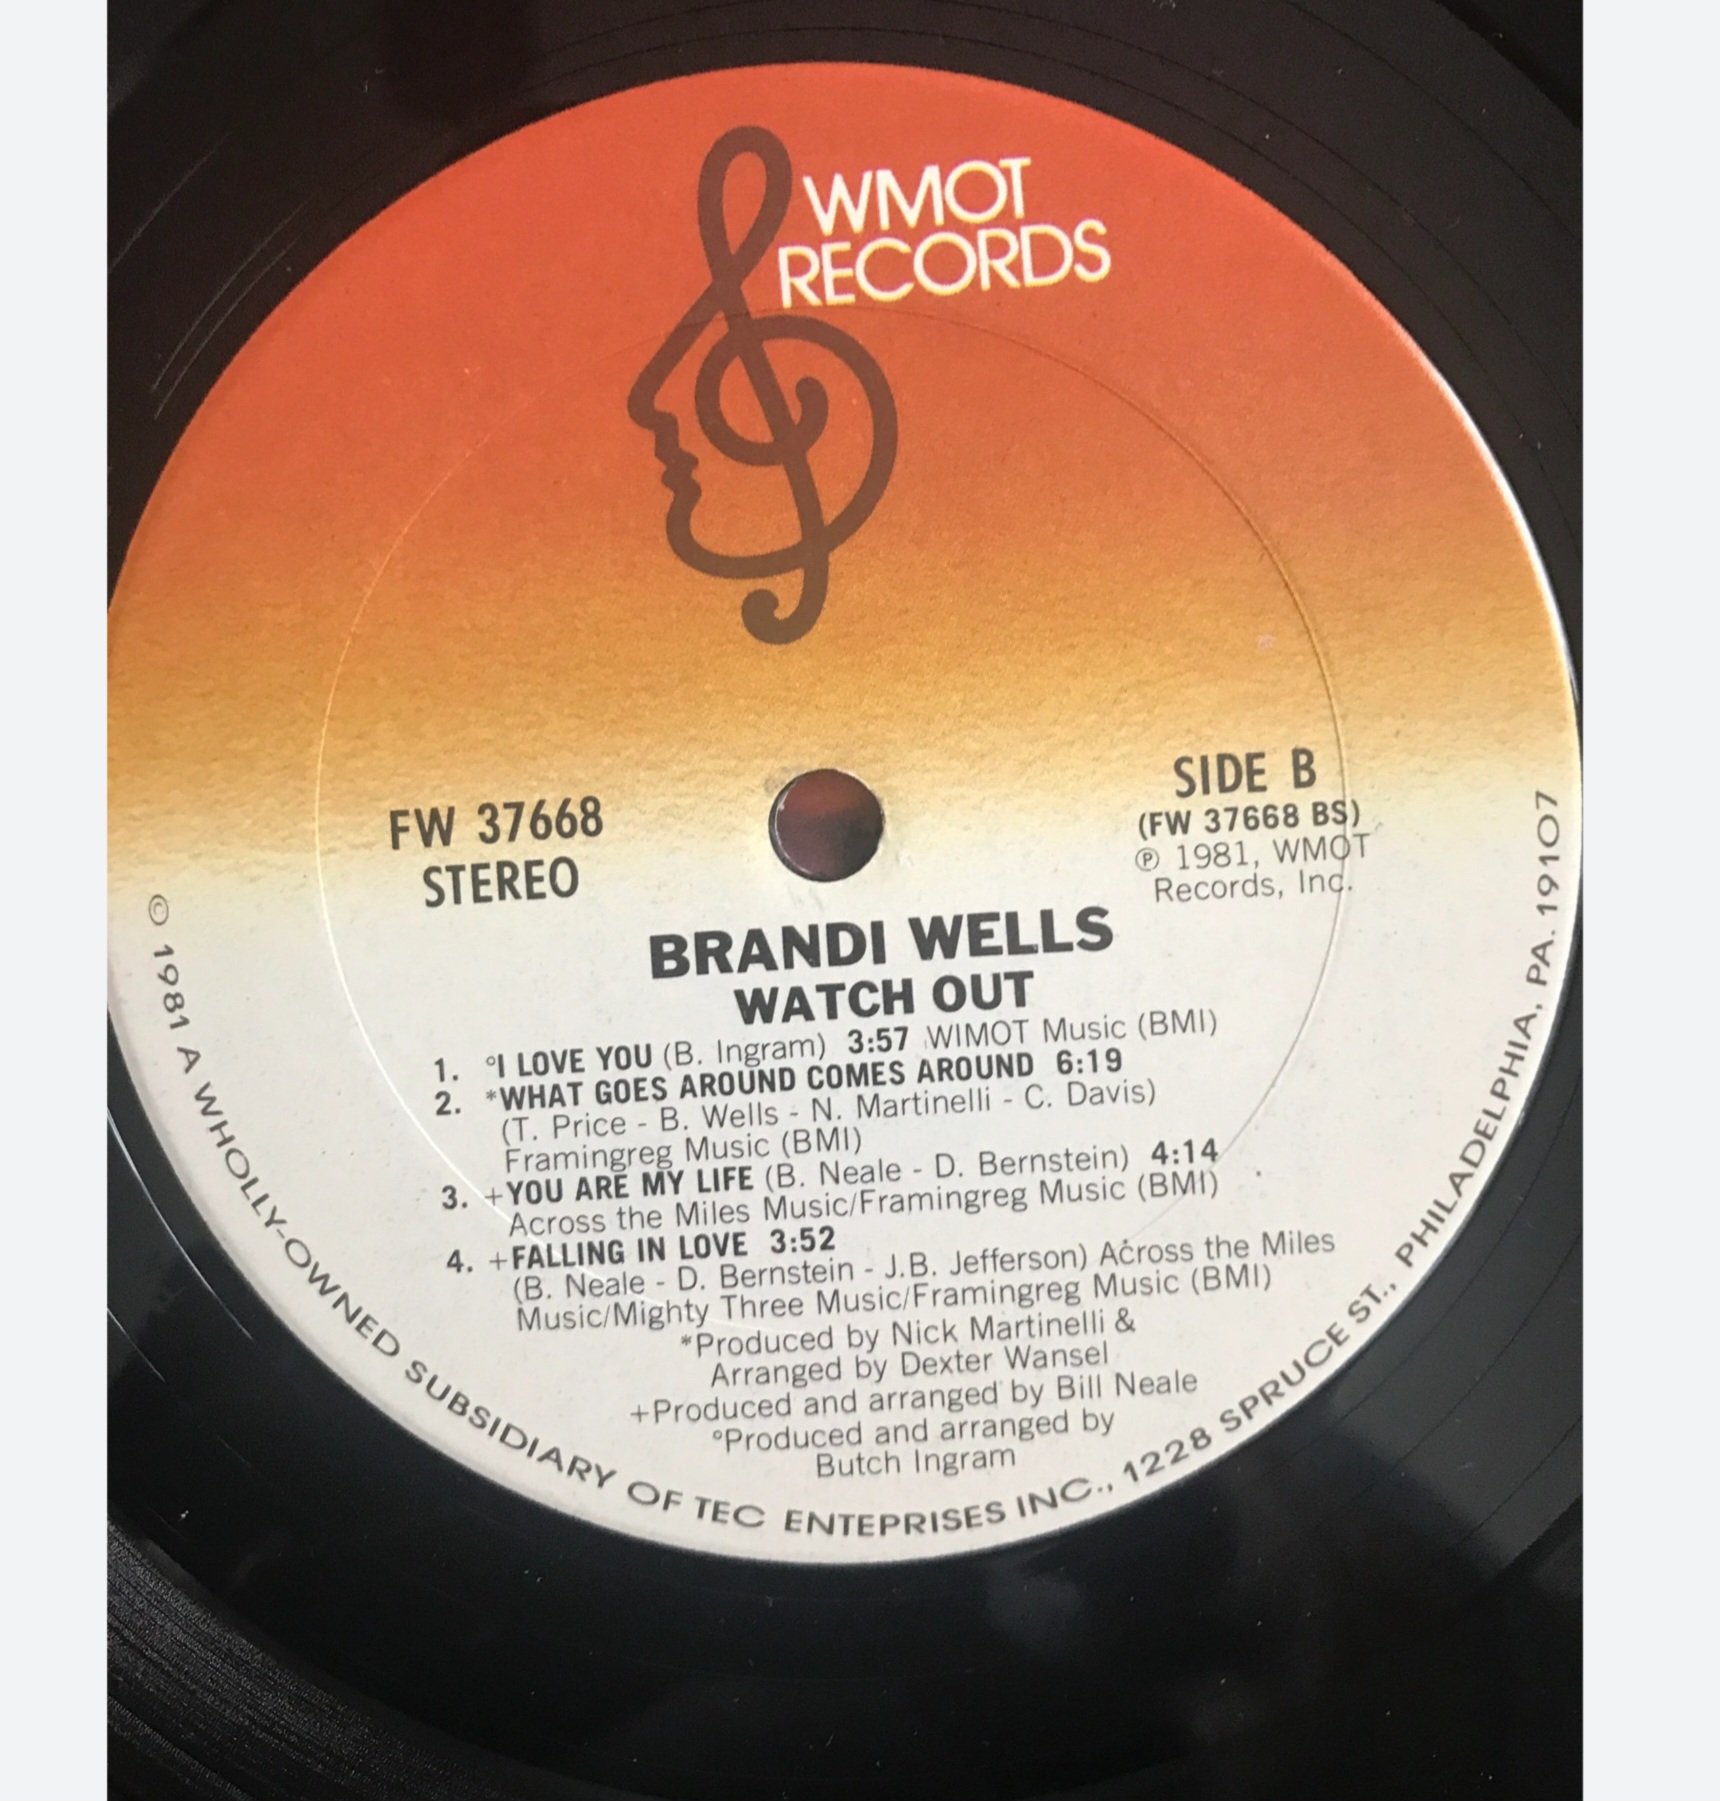 WMOT
RECORDS
FW 37668
STEREO
SIDE B
(FW 37668 BS)
℗ 1981, WMOT
Records, Inc.
BRANDI WELLS
WATCH OUT
1. °I LOVE YOU (B. Ingram) 3:57 WIMOT Music (BMI)
2. *WHAT GOES AROUND COMES AROUND 6:19
(T. Price - B. Wells - N. Martinelli - C. Davis)
Framingreg Music (BMI)
3. +YOU ARE MY LIFE (B. Neale - D. Bernstein) 4:14
Across the Miles Music/Framingreg Music (BMI)
4. +FALLING IN LOVE 3:52
(B. Neale - D. Bernstein - J.B. Jefferson) Across the Miles
Music/Mighty Three Music/Framingreg Music (BMI)
*Produced by Nick Martinelli &
Arranged by Dexter Wansel
+Produced and arranged by Bill Neale
°Produced and arranged by
Butch Ingram
© 1981 A WHOLLY-OWNED SUBSIDIARY OF TEC ENTEPRISES INC., 1228 SPRUCE ST., PHILADELPHIA, PA. 19107